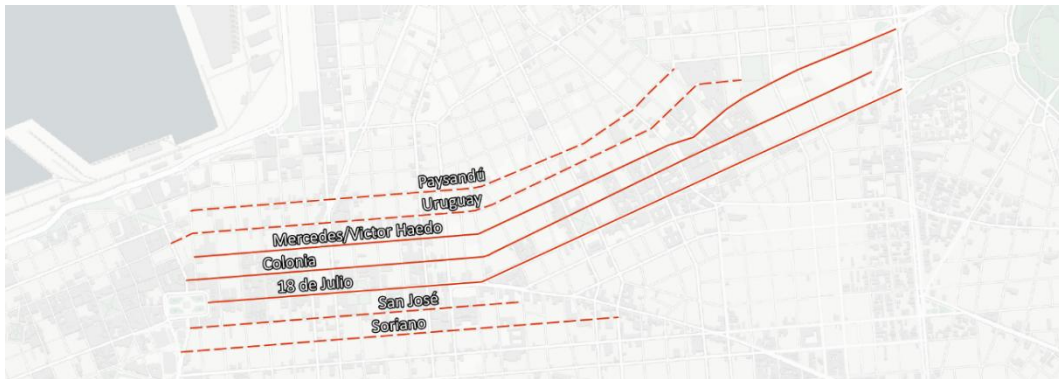 Paysandú
Uruguay
Mercedes/Victor Haedo
Colonia
18 de Julio
San José
Soriano